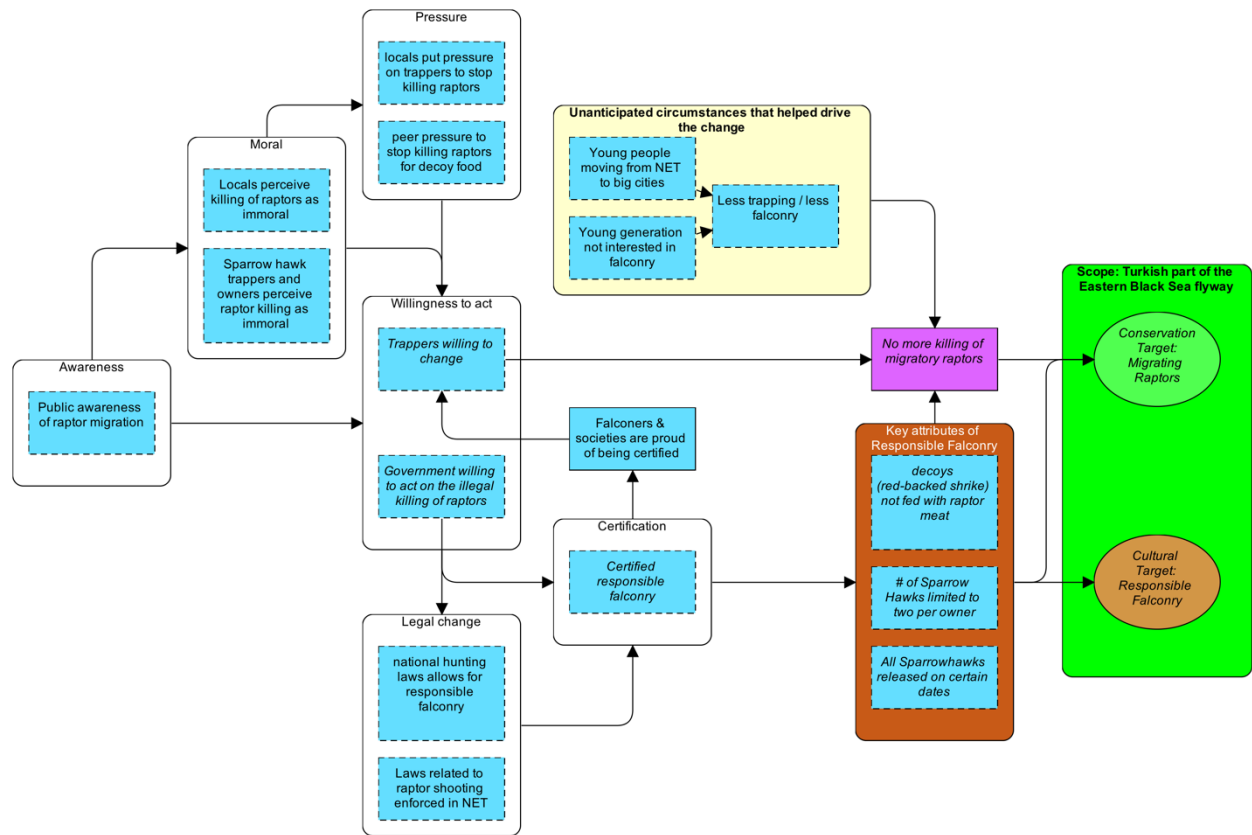 Pressure
locals put pressure
on trappers to stop
killing raptors
peer pressure to
stop killing raptors
for decoy food
Moral
Locals perceive
killing of raptors as
immoral
Sparrow hawk
trappers and
owners perceive
raptor killing as
immoral
Awareness
Public awareness
of raptor migration
Willingness to act
Trappers willing to
change
Government willing
to act on the illegal
killing of raptors
Legal change
national hunting
laws allows for
responsible
falconry
Laws related to
raptor shooting
enforced in NET
Unanticipated circumstances that helped drive
the change
Young people
moving from NET
to big cities
Young generation
not interested in
falconry
Less trapping / less
falconry
Falconers &
societies are proud
of being certified
Certification
Certified
responsible
falconry
No more killing of
migratory raptors
Key attributes of
Responsible Falconry
decoys
(red-backed shrike)
not fed with raptor
meat
# of Sparrow
Hawks limited to
two per owner
All Sparrowhawks
released on certain
dates
Scope: Turkish part of the
Eastern Black Sea flyway
Conservation
Target:
Migrating
Raptors
Cultural
Target:
Responsible
Falconry